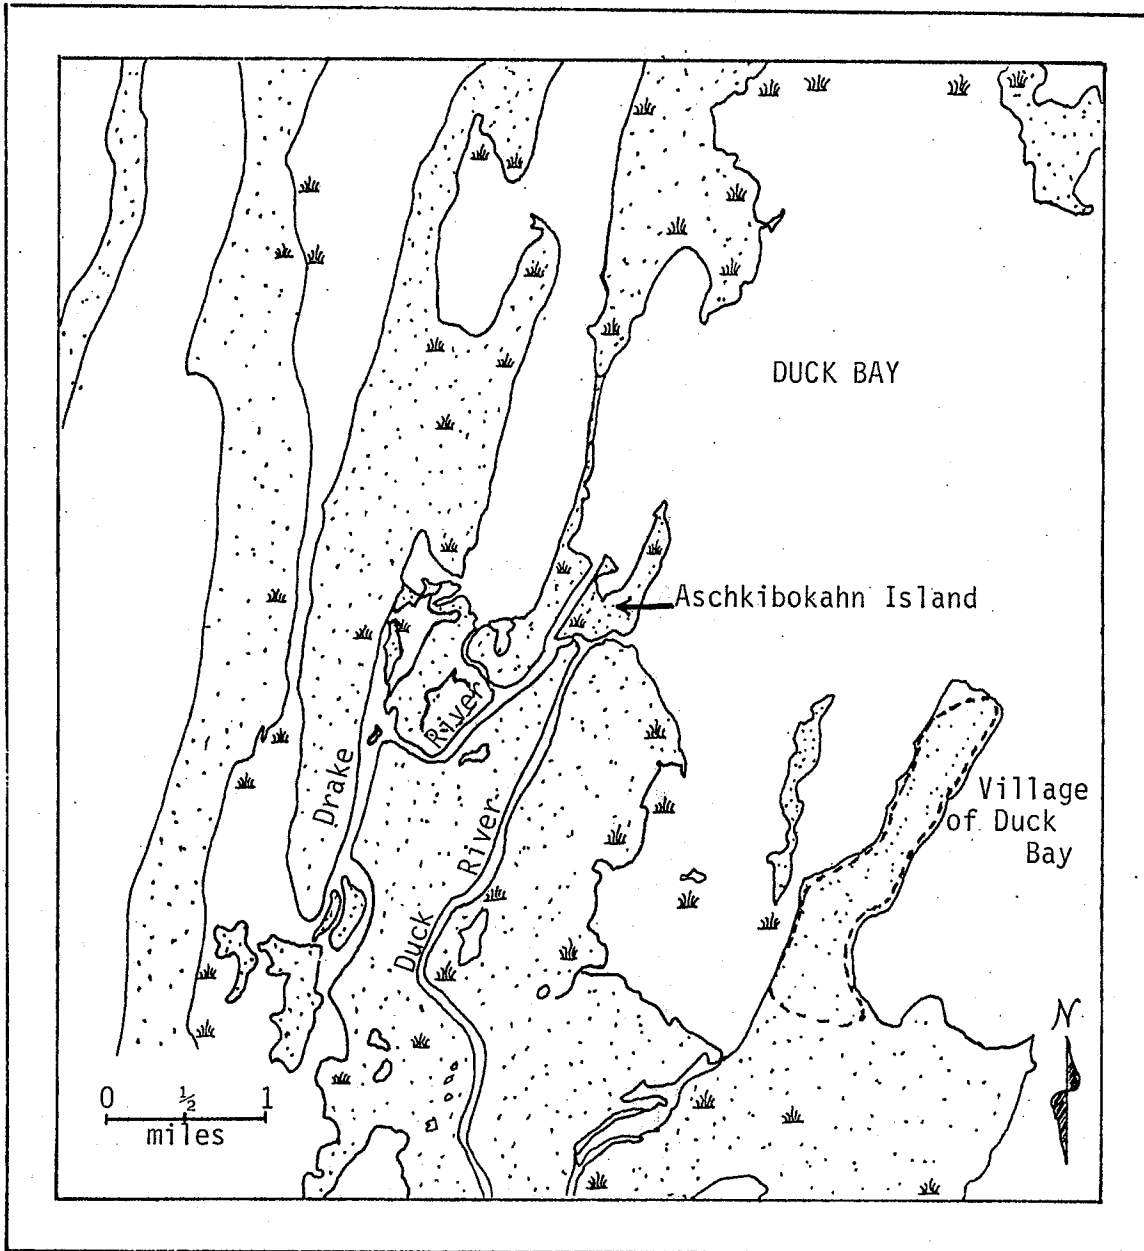 DUCK BAY
Aschkibokahn Island
River
Drake
Village
of Duck
Bay
River
Duck
N
0 ½ 1
miles